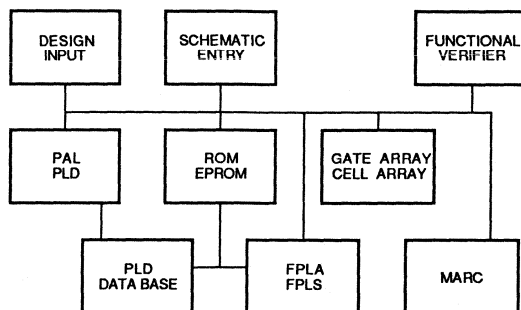 DESIGN
INPUT
SCHEMATIC
ENTRY
FUNCTIONAL
VERIFIER
PAL
PLD
ROM
EPROM
GATE ARRAY
CELL ARRAY
PLD
DATA BASE
FPLA
FPLS
MARC